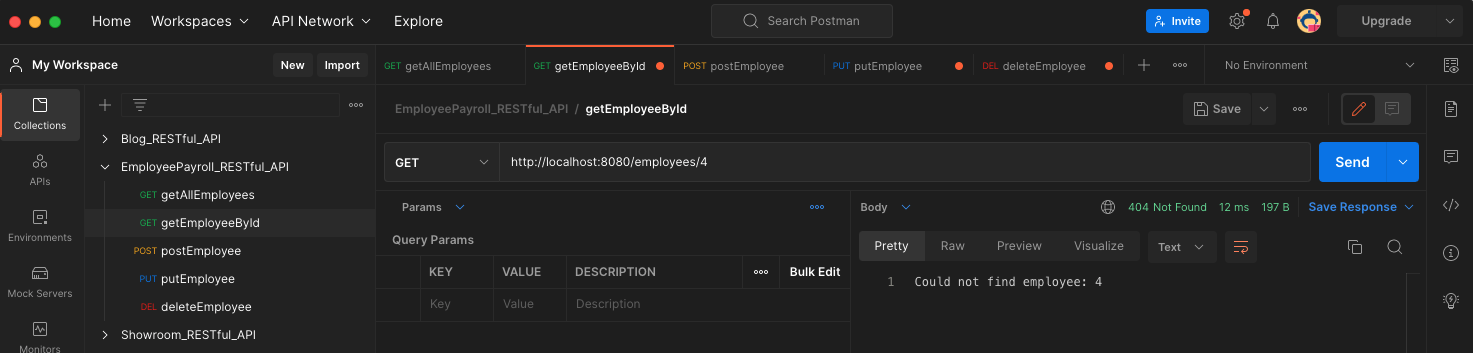 Home Workspaces API Network Explore Search Postman Invite Upgrade
My Workspace New Import GET getAllEmployees GET getEmployeeById POST postEmployee PUT putEmployee DEL deleteEmployee No Environment
EmployeePayroll_RESTful_API / getEmployeeById Save
Collections
Blog_RESTful_API
EmployeePayroll_RESTful_API
GET http://localhost:8080/employees/4 Send
APIs
GET getAllEmployees
Params Body 404 Not Found 12 ms 197 B Save Response
GET getEmployeeById
Environments
Query Params Pretty Raw Preview Visualize Text
POST postEmployee
KEY VALUE DESCRIPTION Bulk Edit
PUT putEmployee
1 Could not find employee: 4
Mock Servers
Key Value Description
DEL deleteEmployee
Showroom_RESTful_API
Monitors